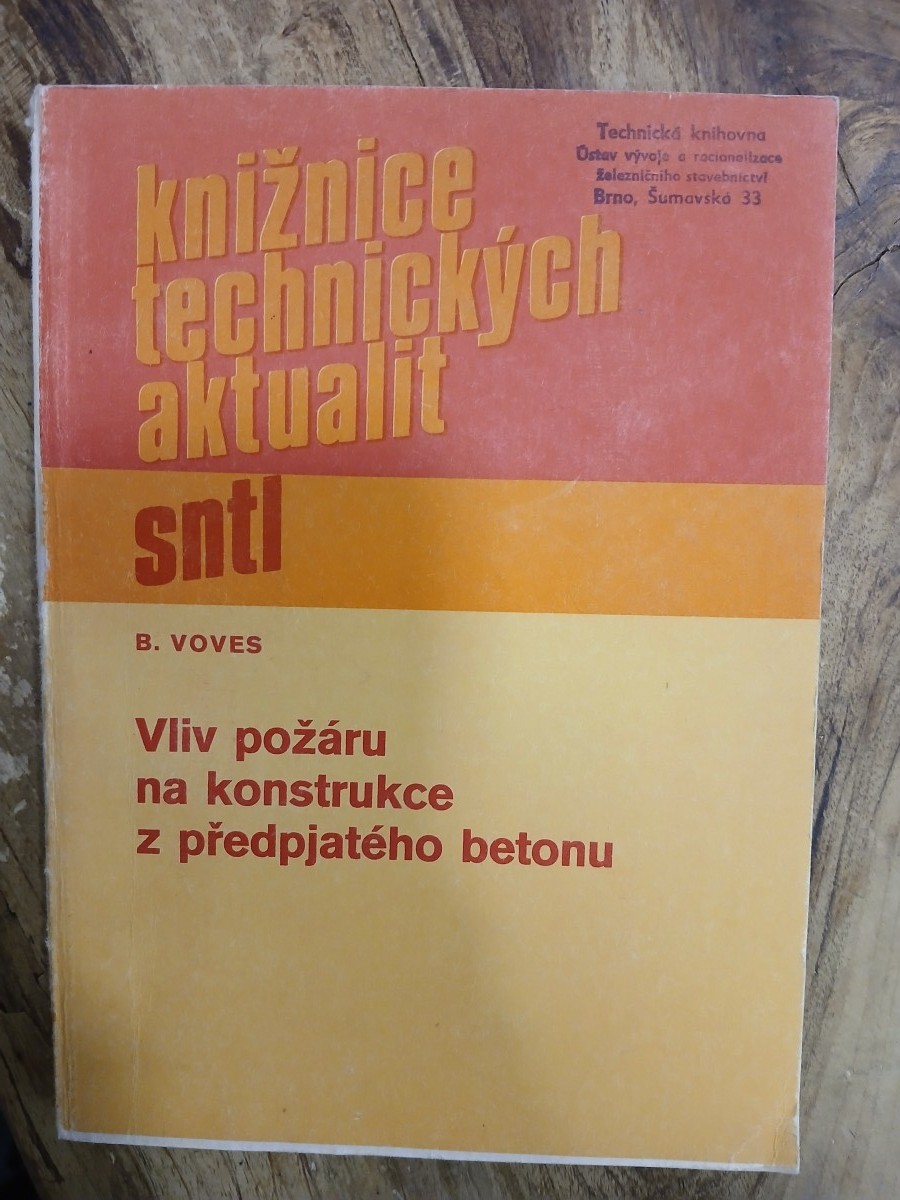 Technická knihovna
Ústav vývoje a racionalizace
železničního stavebnictví
Brno, Šumavská 33
knižnice
technických
aktualit
sntl
B. VOVES
Vliv požáru
na konstrukce
z předpjatého betonu